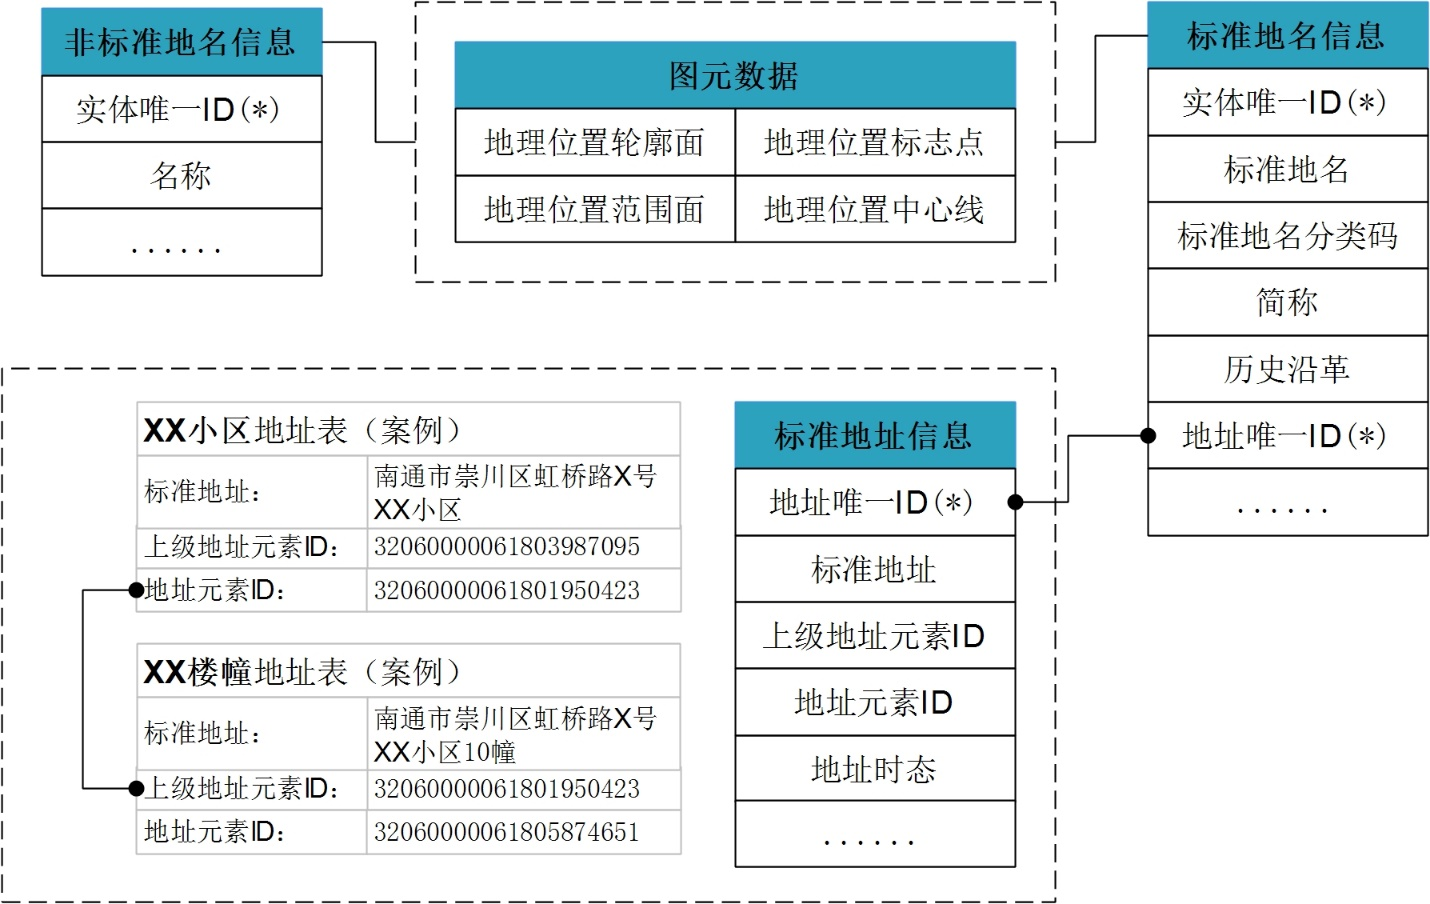 非标准地名信息
实体唯一ID(*)
名称
......
图元数据
地理位置轮廓面
地理位置标志点
地理位置范围面
地理位置中心线
标准地名信息
实体唯一ID(*)
标准地名
标准地名分类码
简称
历史沿革
地址唯一ID(*)
......
XX小区地址表（案例）
标准地址：
南通市崇川区虹桥路X号
XX小区
上级地址元素ID：
32060000061803987095
地址元素ID：
32060000061801950423
XX楼幢地址表（案例）
标准地址：
南通市崇川区虹桥路X号
XX小区10幢
上级地址元素ID：
32060000061801950423
地址元素ID：
32060000061805874651
标准地址信息
地址唯一ID(*)
标准地址
上级地址元素ID
地址元素ID
地址时态
......